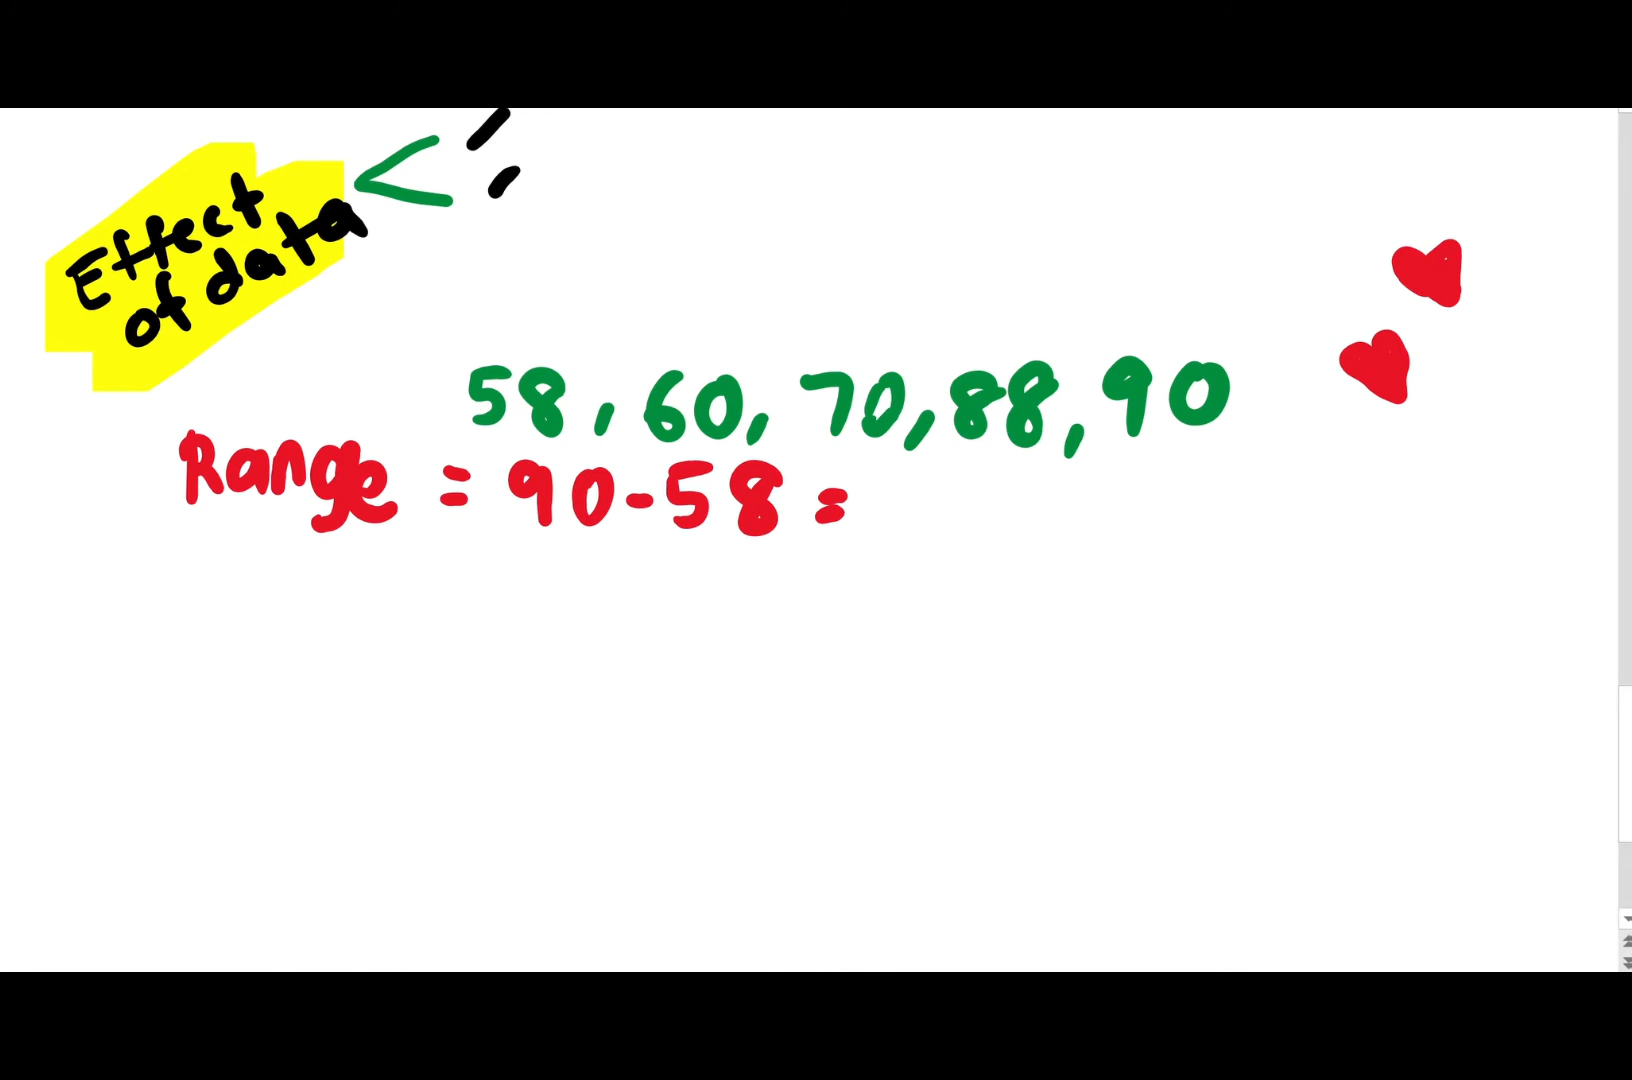 Effect
of data
58, 60, 70, 88, 90
Range = 90-58 =